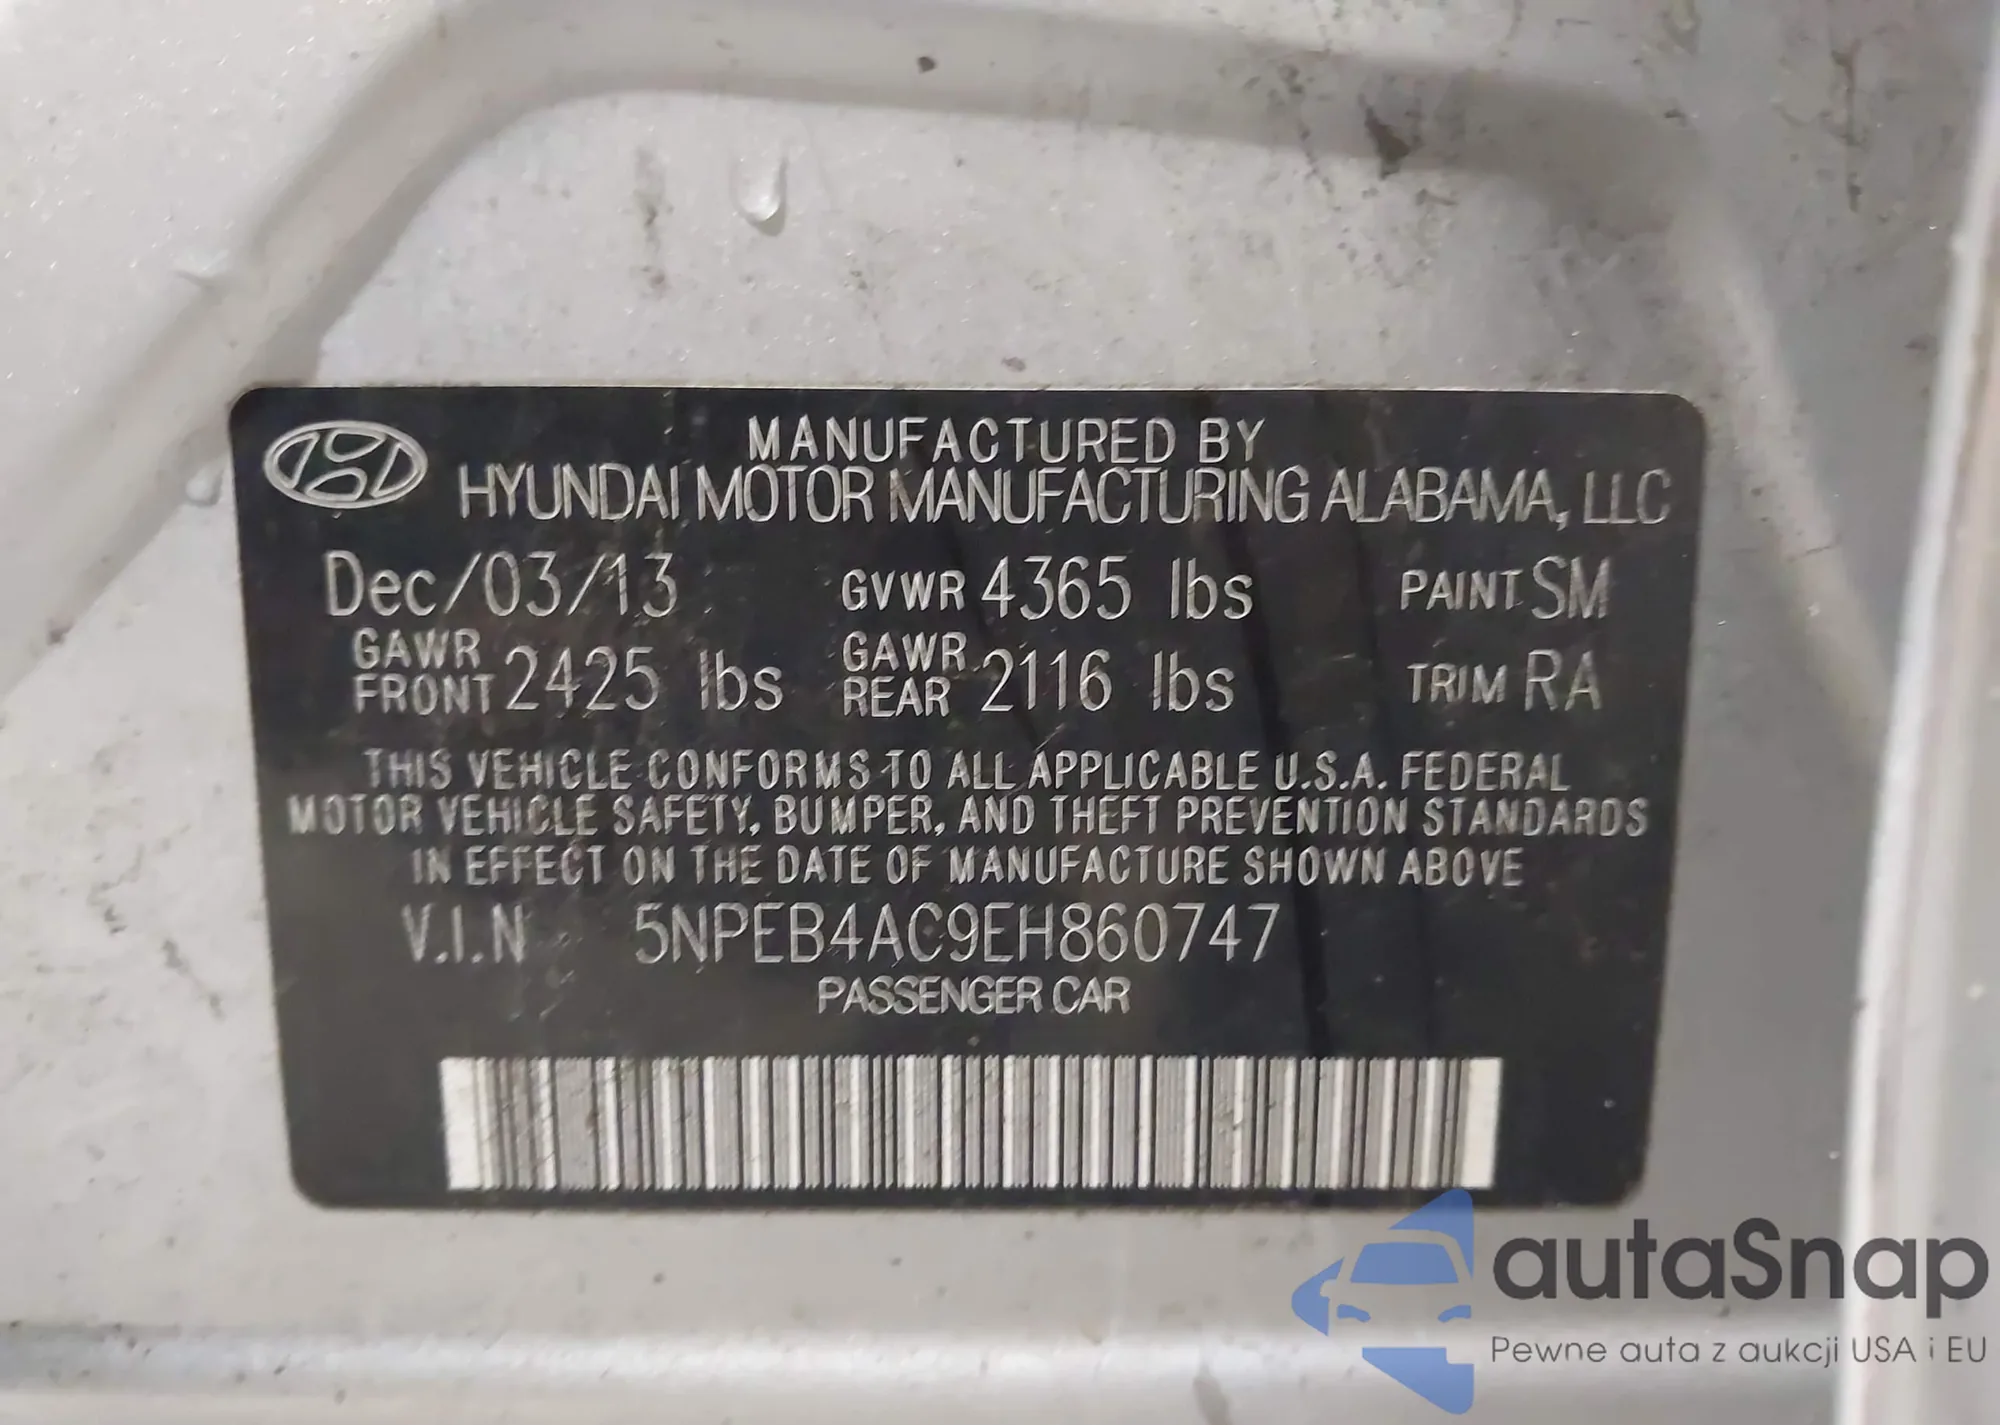 MANUFACTURED BY
HYUNDAI MOTOR MANUFACTURING ALABAMA, LLC
Dec/03/13 GVWR 4365 lbs PAINT SM
GAWR FRONT 2425 lbs GAWR REAR 2116 lbs TRIM RA
THIS VEHICLE CONFORMS TO ALL APPLICABLE U.S.A. FEDERAL
MOTOR VEHICLE SAFETY, BUMPER, AND THEFT PREVENTION STANDARDS
IN EFFECT ON THE DATE OF MANUFACTURE SHOWN ABOVE
V.I.N 5NPEB4AC9EH860747
PASSENGER CAR
autaSnap
Pewne auta z aukcji USA i EU